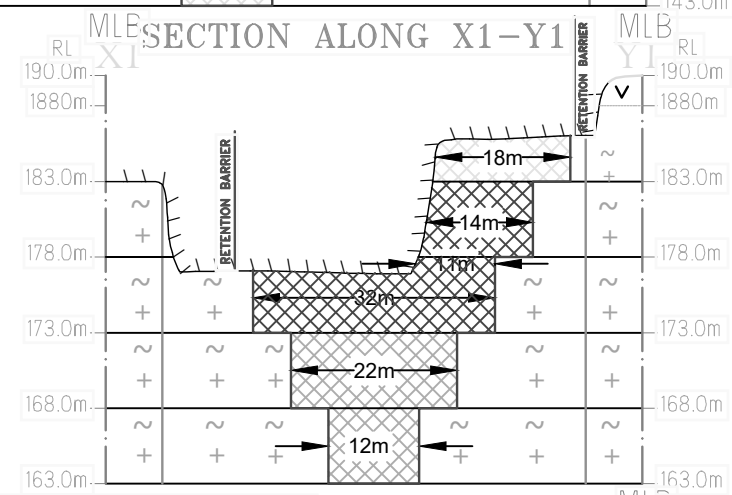 143.0m
MLB SECTION ALONG X1-Y1 MLB
RL X1 Y1 RL
RETENTION BARRIER
190.0m 190.0m
1880m 1880m
18m
RETENTION BARRIER
183.0m 183.0m
14m
178.0m 178.0m
11m
32m
173.0m 173.0m
22m
168.0m 168.0m
12m
163.0m 163.0m